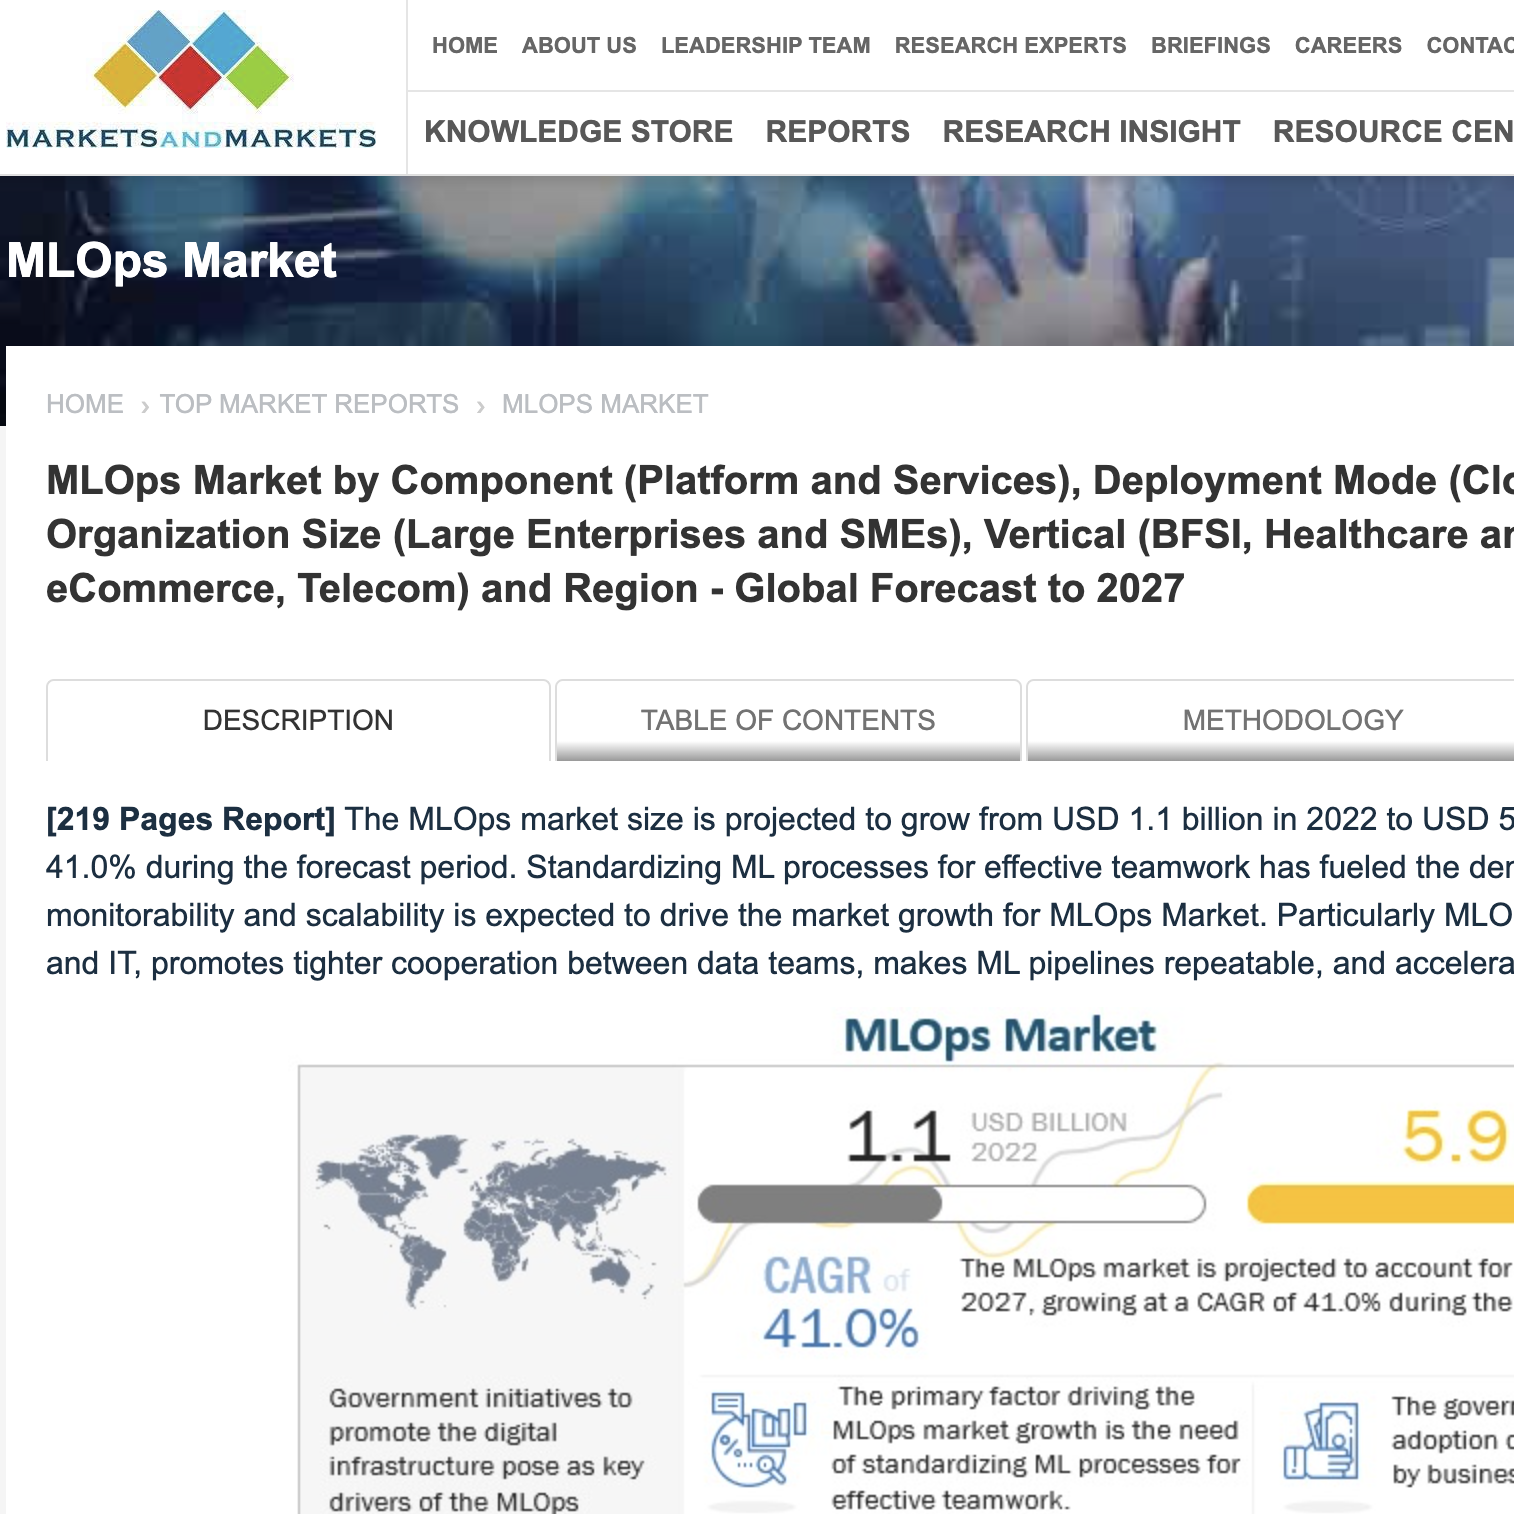 MARKETSANDMARKETS
HOME ABOUT US LEADERSHIP TEAM RESEARCH EXPERTS BRIEFINGS CAREERS CONTAC
KNOWLEDGE STORE REPORTS RESEARCH INSIGHT RESOURCE CEN
MLOps Market
HOME › TOP MARKET REPORTS › MLOPS MARKET
MLOps Market by Component (Platform and Services), Deployment Mode (Clo
Organization Size (Large Enterprises and SMEs), Vertical (BFSI, Healthcare an
eCommerce, Telecom) and Region - Global Forecast to 2027
DESCRIPTION TABLE OF CONTENTS METHODOLOGY
[219 Pages Report] The MLOps market size is projected to grow from USD 1.1 billion in 2022 to USD 5
41.0% during the forecast period. Standardizing ML processes for effective teamwork has fueled the der
monitorability and scalability is expected to drive the market growth for MLOps Market. Particularly MLO
and IT, promotes tighter cooperation between data teams, makes ML pipelines repeatable, and accelera
MLOps Market
1.1 USD BILLION
2022
5.9
CAGR of
41.0%
The MLOps market is projected to account for
2027, growing at a CAGR of 41.0% during the
Government initiatives to
promote the digital
infrastructure pose as key
drivers of the MLOps
The primary factor driving the
MLOps market growth is the need
of standardizing ML processes for
effective teamwork.
The govern
adoption o
by busines